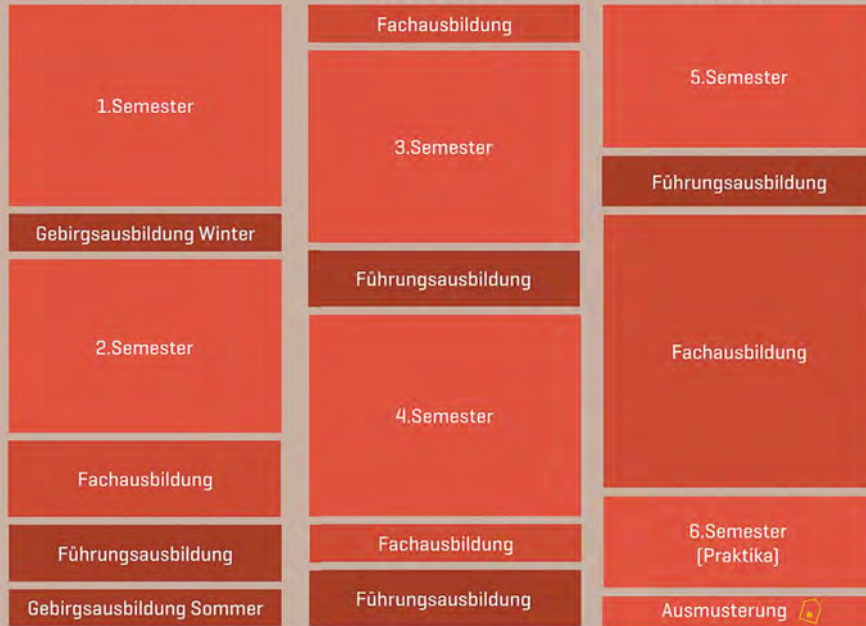 1.Semester
Gebirgsausbildung Winter
2.Semester
Fachausbildung
Führungsausbildung
Gebirgsausbildung Sommer
Fachausbildung
3.Semester
Führungsausbildung
4.Semester
Fachausbildung
Führungsausbildung
5.Semester
Führungsausbildung
Fachausbildung
6.Semester
(Praktika)
Ausmusterung